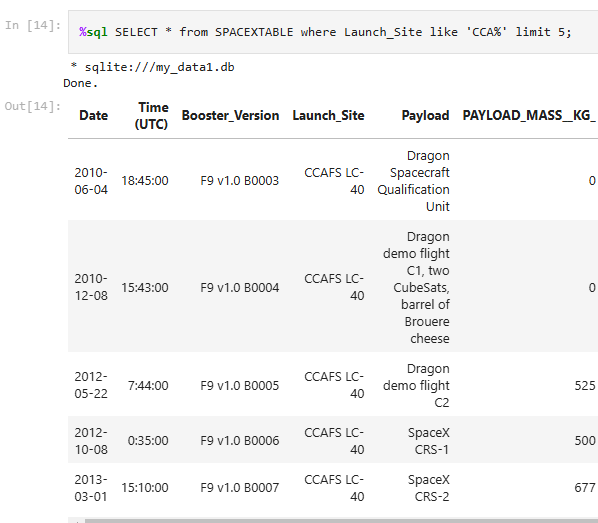 In [14]:
%sql SELECT * from SPACEXTABLE where Launch_Site like 'CCA%' limit 5;
* sqlite:///my_data1.db
Done.
Out[14]:
Date Time (UTC) Booster_Version Launch_Site Payload PAYLOAD_MASS__KG_
2010-06-04 18:45:00 F9 v1.0 B0003 CCAFS LC-40 Dragon Spacecraft Qualification Unit 0
2010-12-08 15:43:00 F9 v1.0 B0004 CCAFS LC-40 Dragon demo flight C1, two CubeSats, barrel of Brouere cheese 0
2012-05-22 7:44:00 F9 v1.0 B0005 CCAFS LC-40 Dragon demo flight C2 525
2012-10-08 0:35:00 F9 v1.0 B0006 CCAFS LC-40 SpaceX CRS-1 500
2013-03-01 15:10:00 F9 v1.0 B0007 CCAFS LC-40 SpaceX CRS-2 677